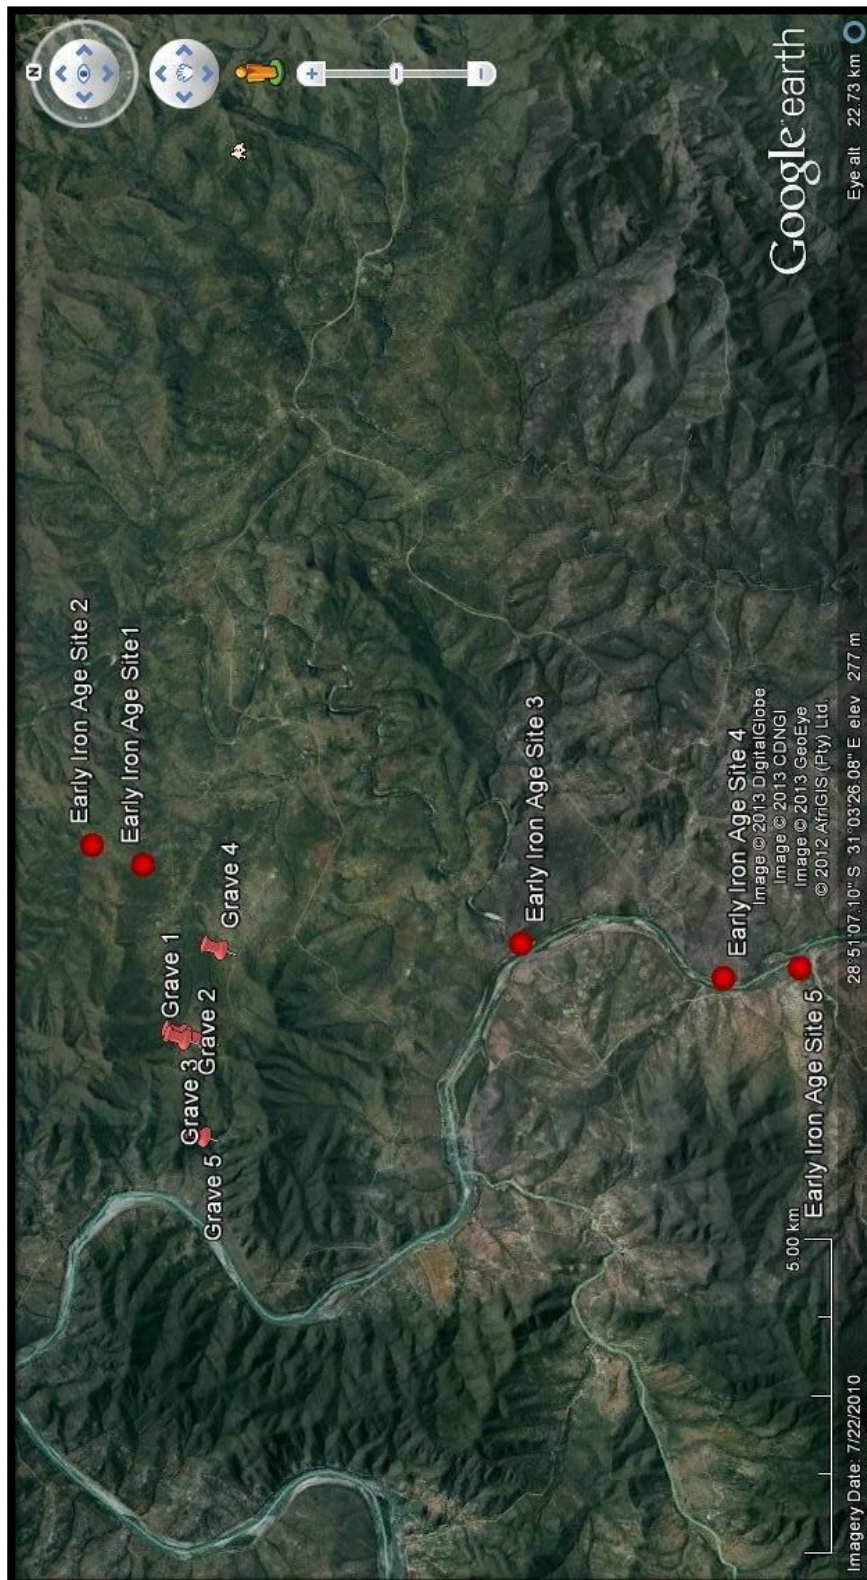 N
Early Iron Age Site 2
Early Iron Age Site1
Grave 1
Grave 4
Grave 3
Grave 2
Grave 5
Early Iron Age Site 3
Early Iron Age Site 4
Early Iron Age Site 5
Image © 2013 DigitalGlobe
Image © 2013 CDNGI
Image © 2013 GeoEye
© 2012 AfriGIS (Pty) Ltd.
5.00 km
Google earth
Imagery Date: 7/22/2010
28°51'07.10" S 31°03'26.08" E elev 277 m
Eye alt 22.73 km